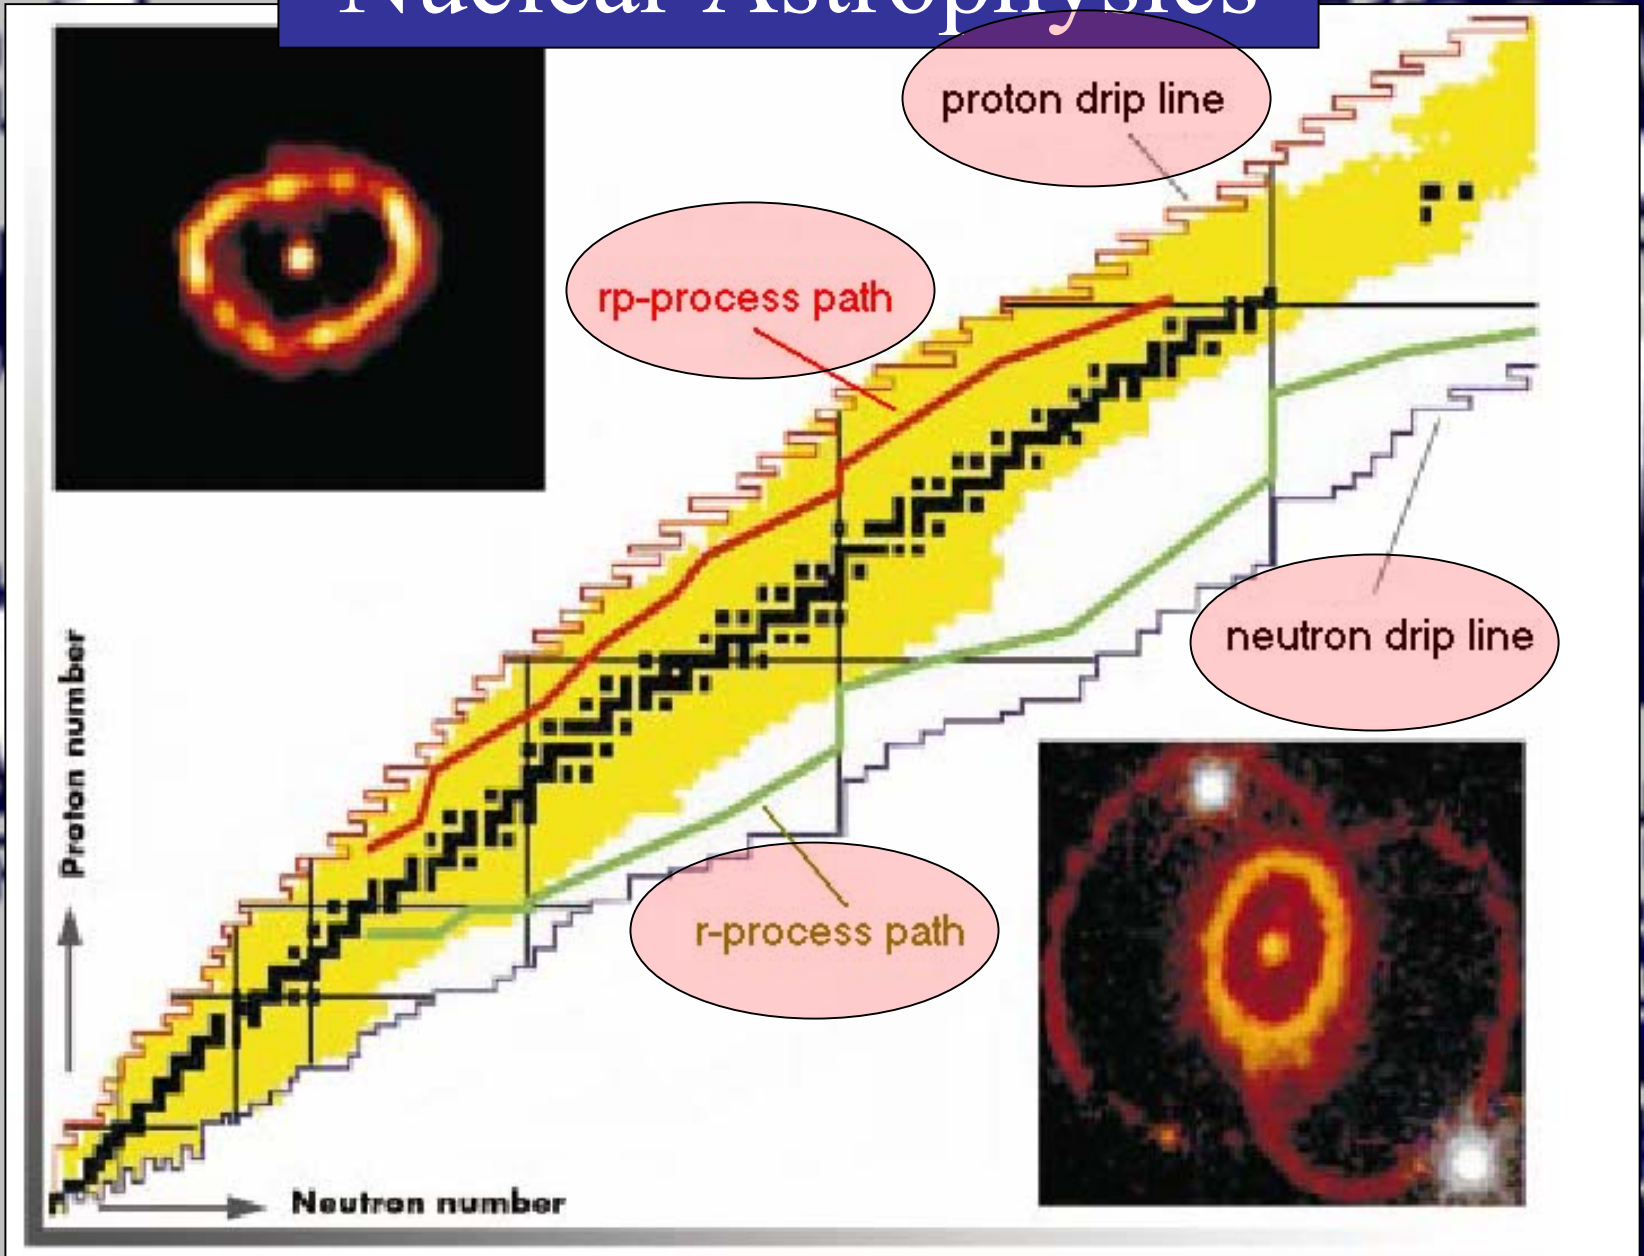 Nuclear Astrophysics
proton drip line
rp-process path
neutron drip line
r-process path
Proton number
Neutron number